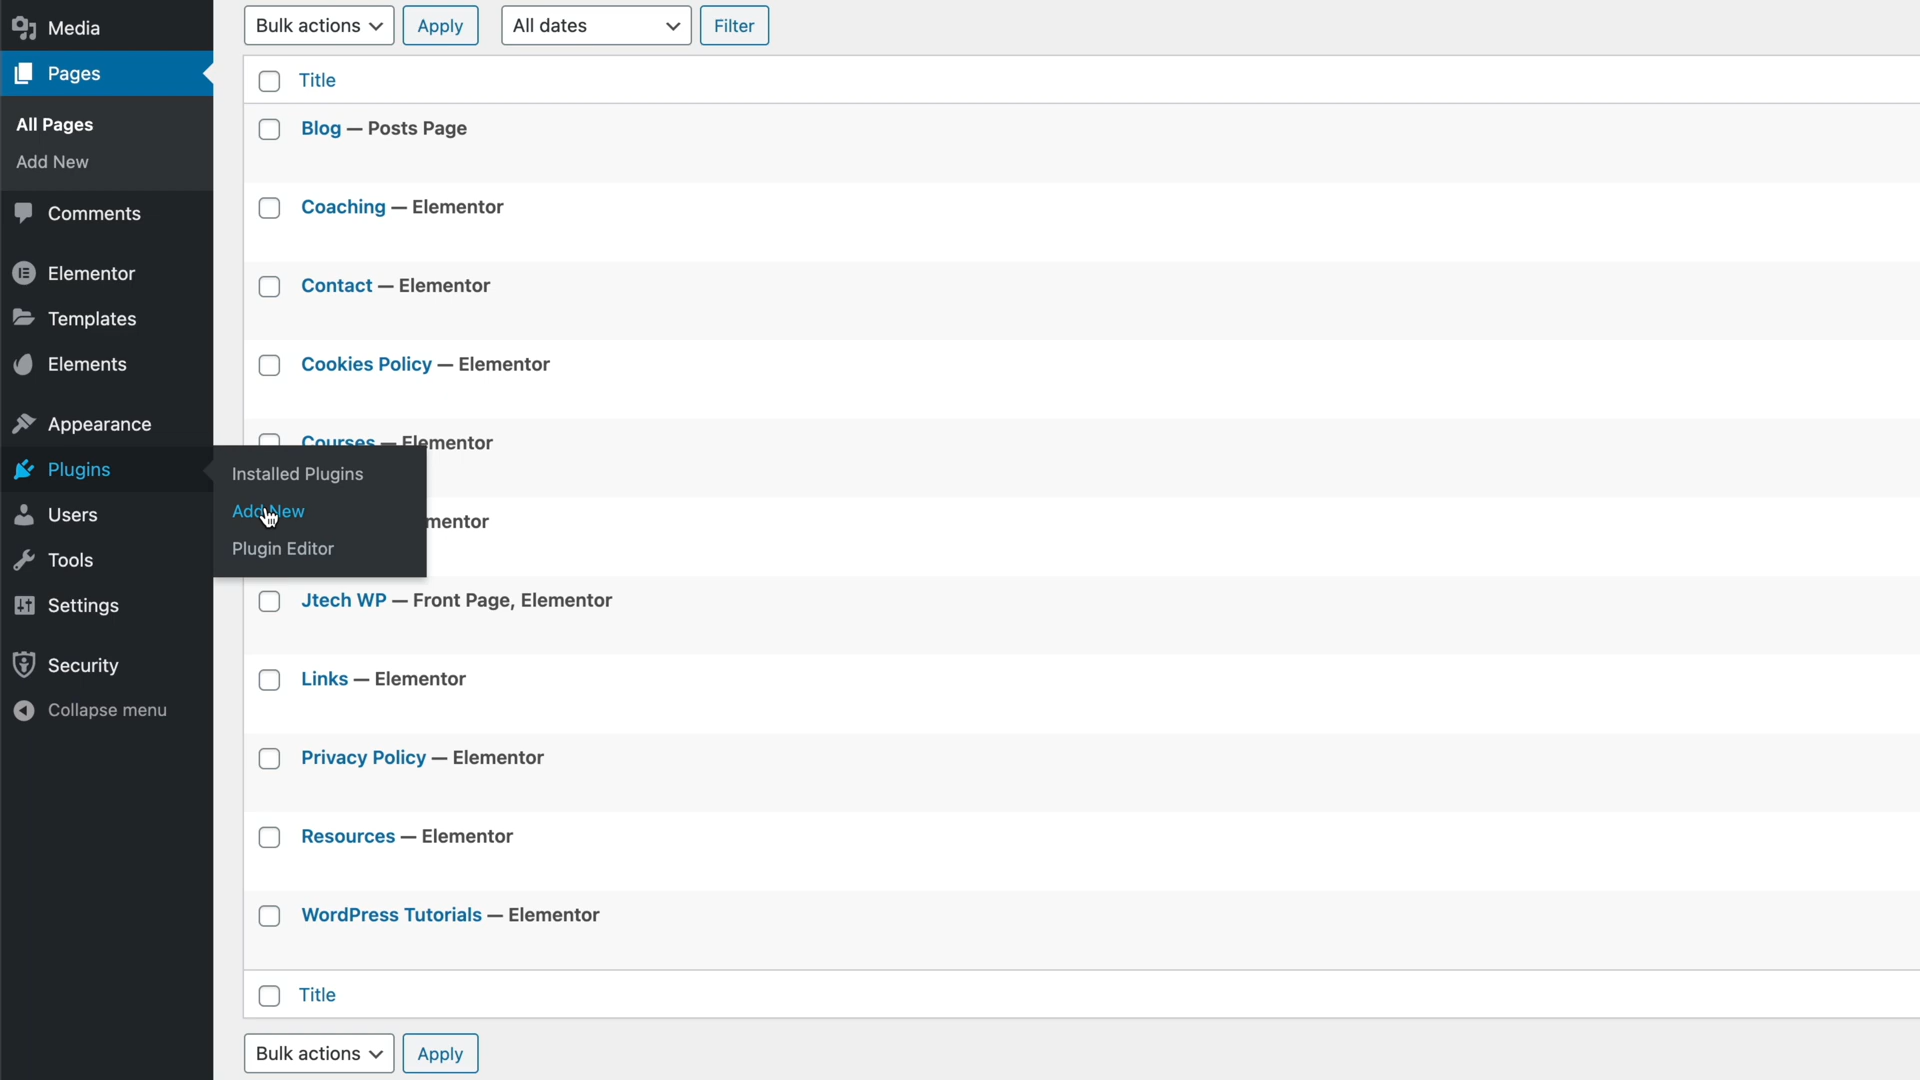 Media
Pages
All Pages
Add New
Comments
Elementor
Templates
Elements
Appearance
Plugins
Users
Tools
Settings
Security
Collapse menu
Installed Plugins
Add New
Plugin Editor
Bulk actions
Apply
All dates
Filter
Title
Blog — Posts Page
Coaching — Elementor
Contact — Elementor
Cookies Policy — Elementor
Courses — Elementor
Jtech WP — Front Page, Elementor
Links — Elementor
Privacy Policy — Elementor
Resources — Elementor
WordPress Tutorials — Elementor
Title
Bulk actions
Apply